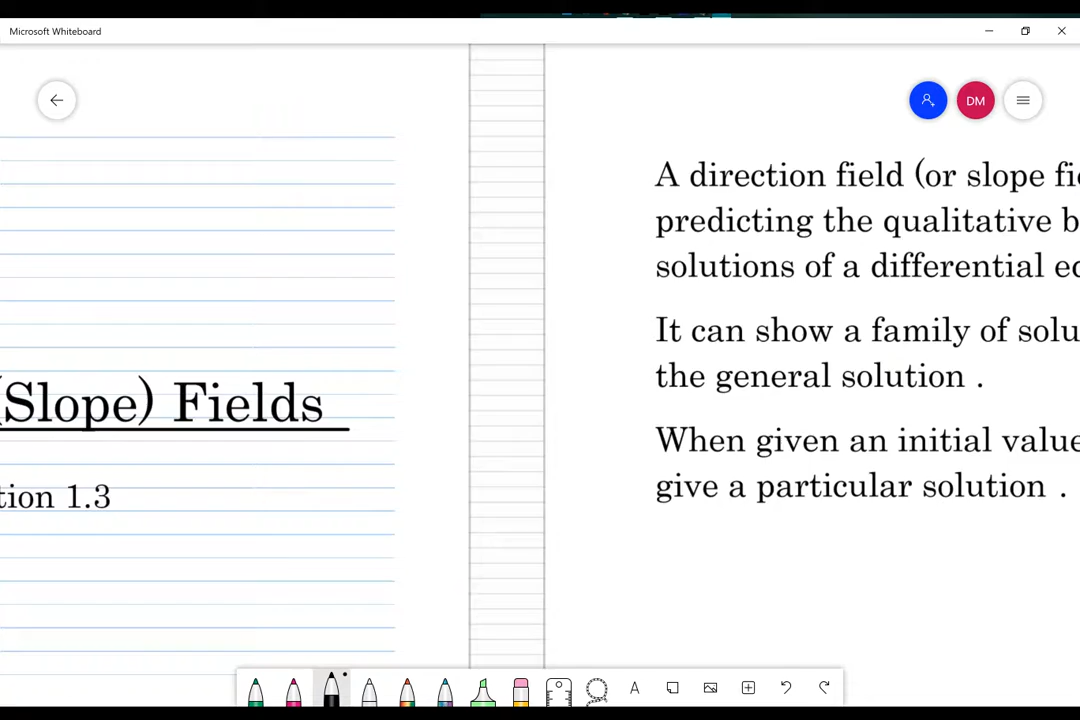 Microsoft Whiteboard
DM
A direction field (or slope fi
predicting the qualitative b
solutions of a differential eq
It can show a family of solu
the general solution .
(Slope) Fields
When given an initial value
give a particular solution .
tion 1.3
A